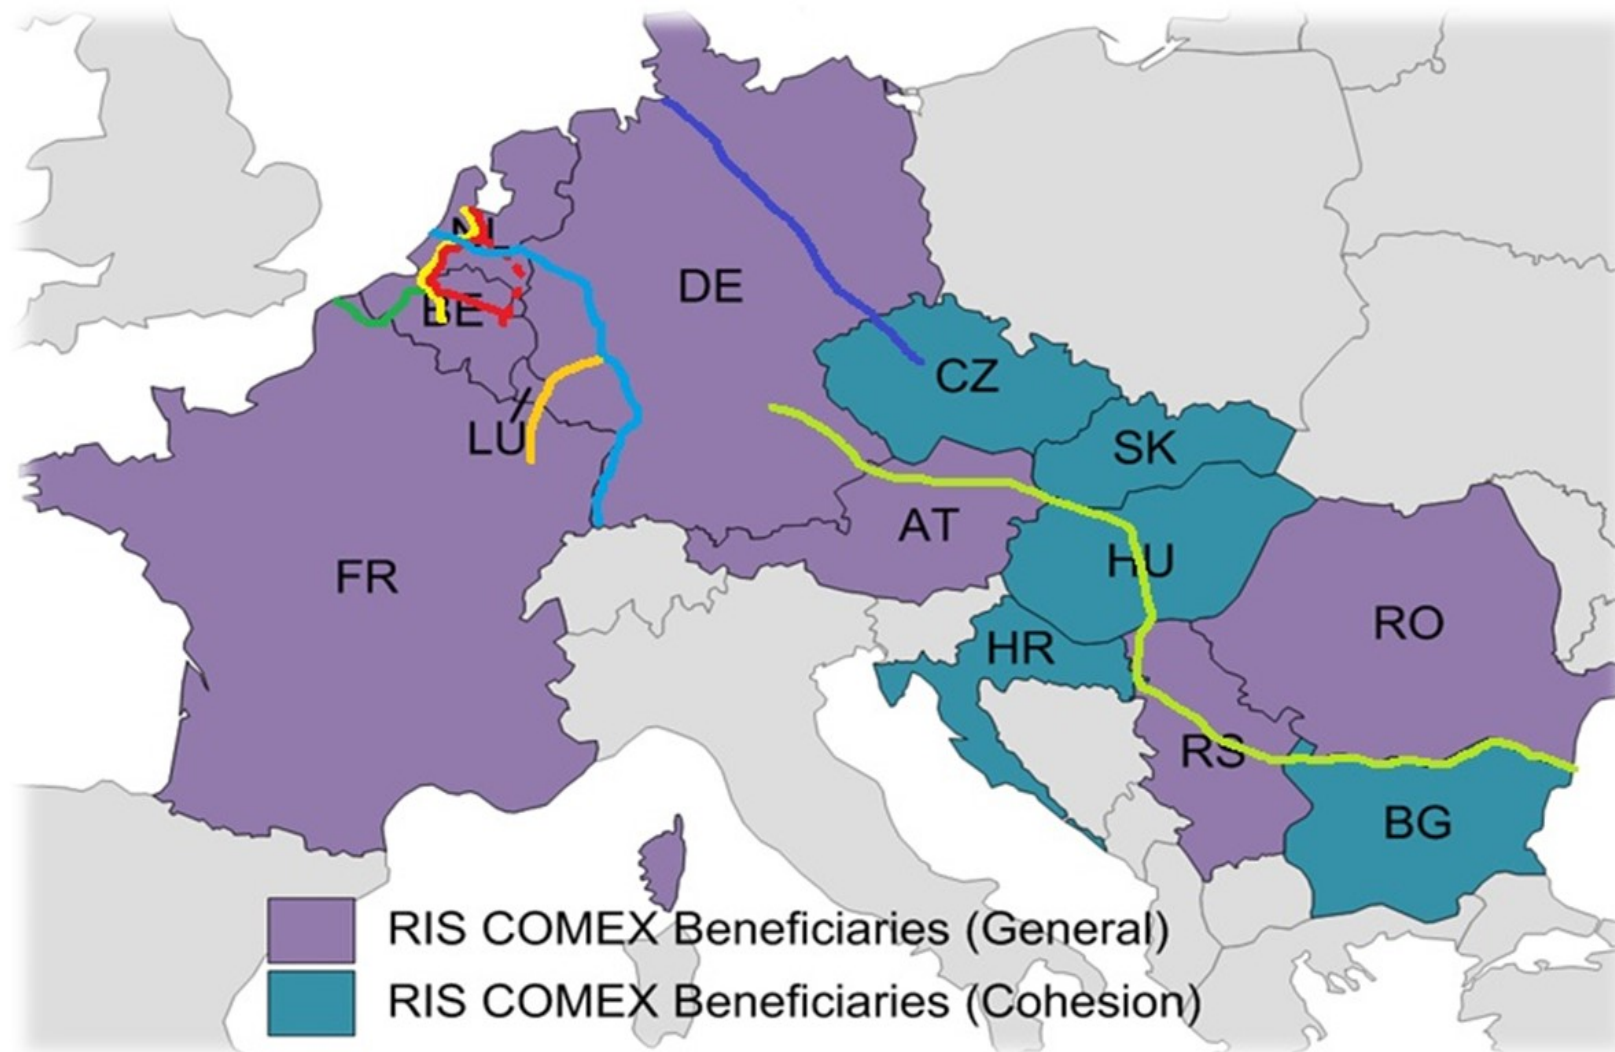 NL
DE
BE
CZ
LU
SK
AT
HU
FR
RO
HR
RS
BG
RIS COMEX Beneficiaries (General)
RIS COMEX Beneficiaries (Cohesion)